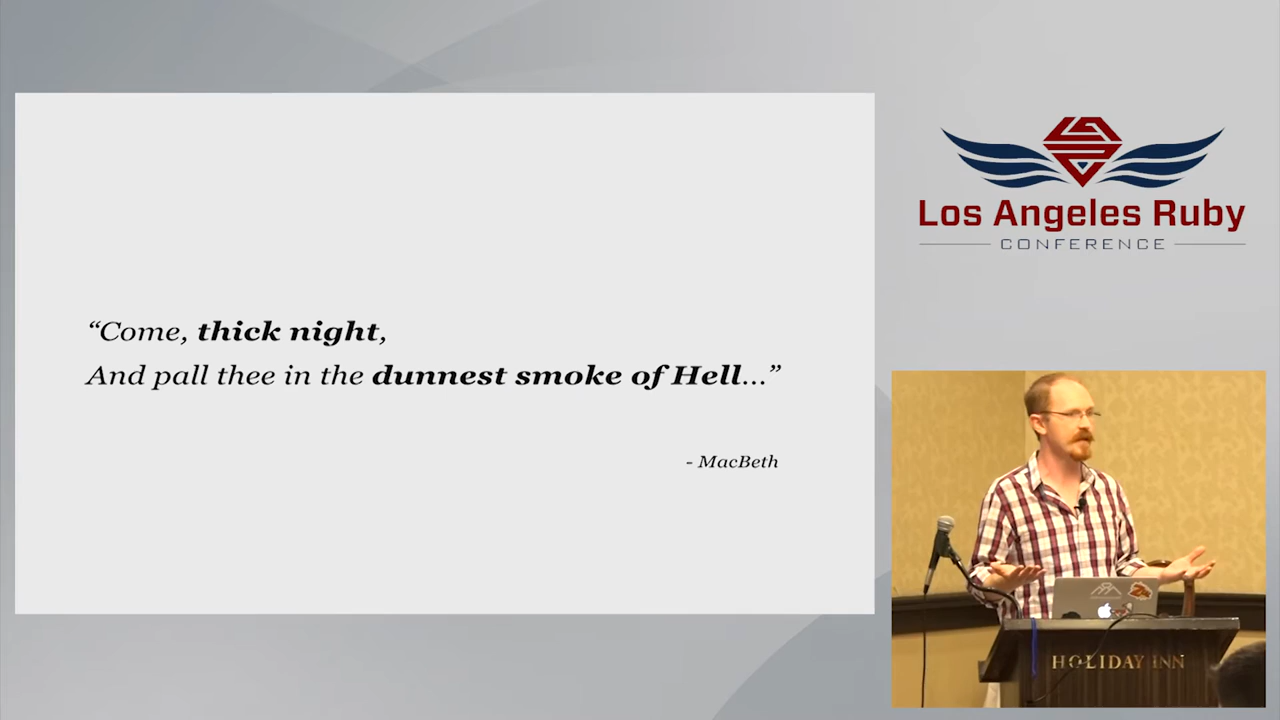 “Come, thick night,
And pall thee in the dunnest smoke of Hell...”
- MacBeth
Los Angeles Ruby
CONFERENCE
HOLIDAY INN